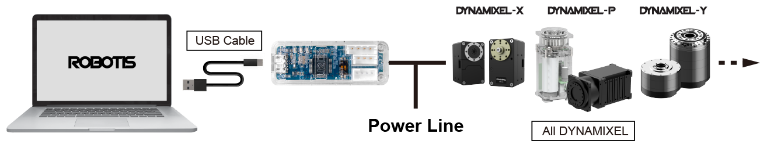 DYNAMIXEL-X
DYNAMIXEL-P
DYNAMIXEL-Y
USB Cable
ROBOTIS
Power Line
All DYNAMIXEL